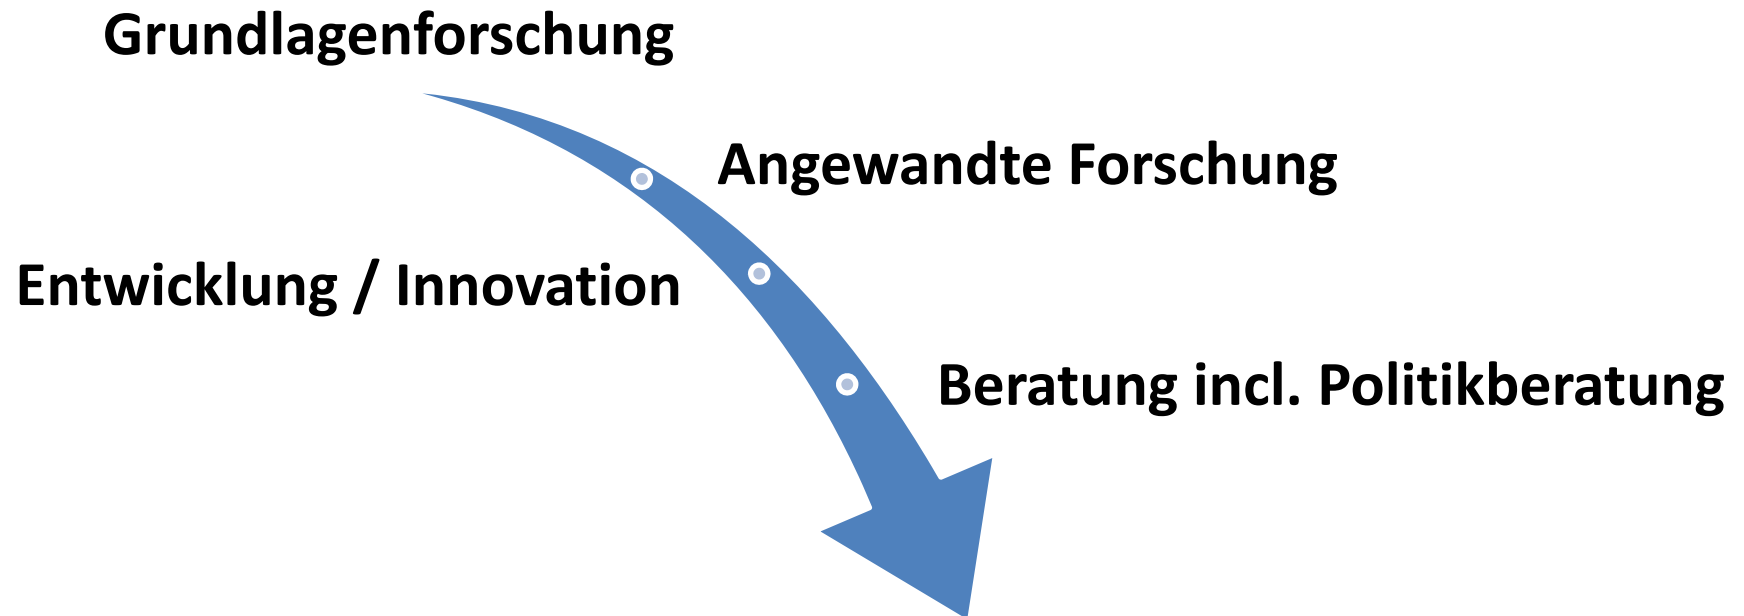 Grundlagenforschung
Angewandte Forschung
Entwicklung / Innovation
Beratung incl. Politikberatung